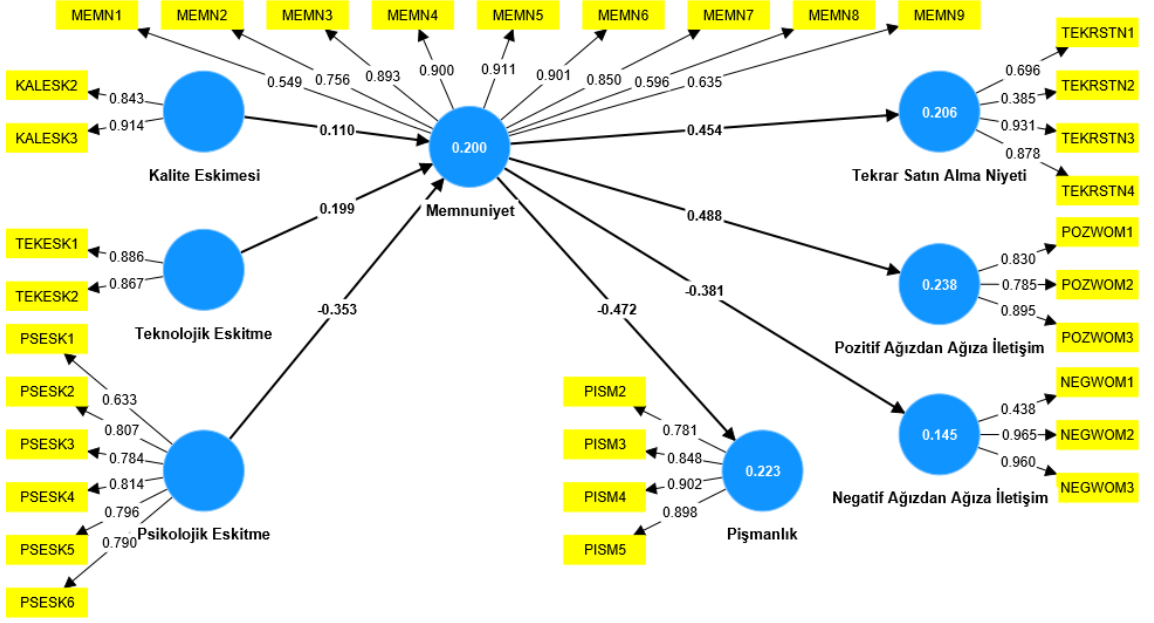 MEMN1
MEMN2
MEMN3
MEMN4
MEMN5
MEMN6
MEMN7
MEMN8
MEMN9
0.549
0.756
0.893
0.900
0.911
0.901
0.850
0.596
0.635
KALESK2
KALESK3
0.843
0.914
Kalite Eskimesi
0.110
TEKESK1
TEKESK2
0.886
0.867
Teknolojik Eskitme
0.199
PSESK1
PSESK2
PSESK3
PSESK4
PSESK5
PSESK6
0.633
0.807
0.784
0.814
0.796
0.790
Psikolojik Eskitme
-0.353
0.200
Memnuniyet
0.454
0.488
-0.381
-0.472
0.206
Tekrar Satın Alma Niyeti
0.696
0.385
0.931
0.878
TEKRSTN1
TEKRSTN2
TEKRSTN3
TEKRSTN4
0.238
Pozitif Ağızdan Ağıza İletişim
0.830
0.785
0.895
POZWOM1
POZWOM2
POZWOM3
0.145
Negatif Ağızdan Ağıza İletişim
0.438
0.965
0.960
NEGWOM1
NEGWOM2
NEGWOM3
PISM2
PISM3
PISM4
PISM5
0.781
0.848
0.902
0.898
0.223
Pişmanlık